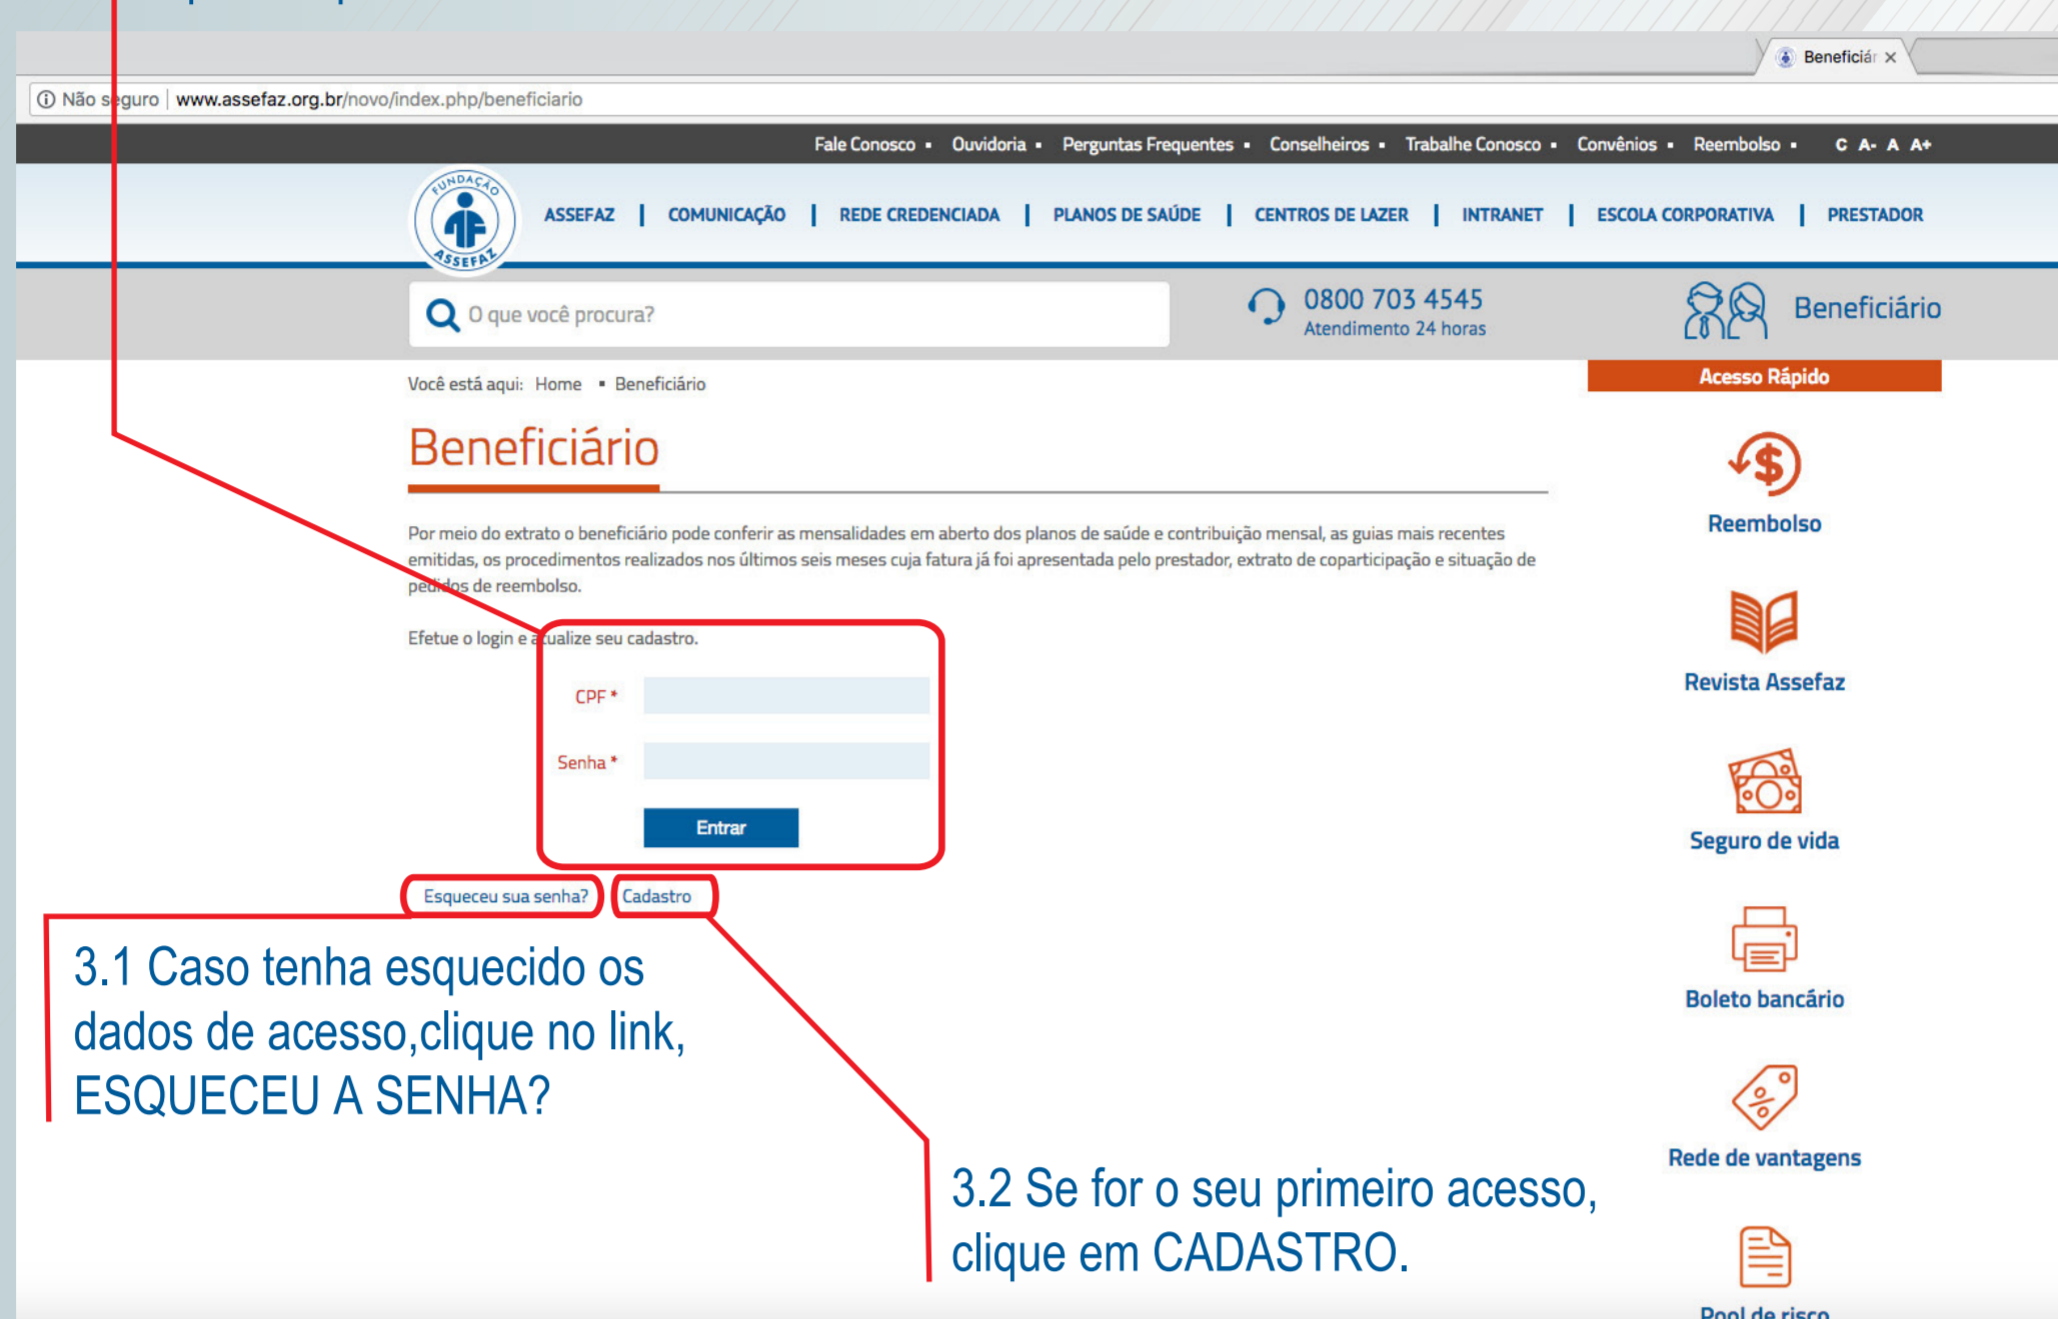 Beneficiár ×
Não seguro | www.assefaz.org.br/novo/index.php/beneficiario
Fale Conosco ▪ Ouvidoria ▪ Perguntas Frequentes ▪ Conselheiros ▪ Trabalhe Conosco ▪ Convênios ▪ Reembolso ▪ C A- A A+
FUNDAÇÃO
ASSEFAZ
ASSEFAZ | COMUNICAÇÃO | REDE CREDENCIADA | PLANOS DE SAÚDE | CENTROS DE LAZER | INTRANET | ESCOLA CORPORATIVA | PRESTADOR
O que você procura?
0800 703 4545
Atendimento 24 horas
Beneficiário
Você está aqui: Home ▪ Beneficiário
Acesso Rápido
Beneficiário
Por meio do extrato o beneficiário pode conferir as mensalidades em aberto dos planos de saúde e contribuição mensal, as guias mais recentes
emitidas, os procedimentos realizados nos últimos seis meses cuja fatura já foi apresentada pelo prestador, extrato de coparticipação e situação de
pedidos de reembolso.
Efetue o login e atualize seu cadastro.
CPF *
Senha *
Entrar
Esqueceu sua senha? Cadastro
3.1 Caso tenha esquecido os
dados de acesso,clique no link,
ESQUECEU A SENHA?
3.2 Se for o seu primeiro acesso,
clique em CADASTRO.
Reembolso
Revista Assefaz
Seguro de vida
Boleto bancário
Rede de vantagens
Pool de risco